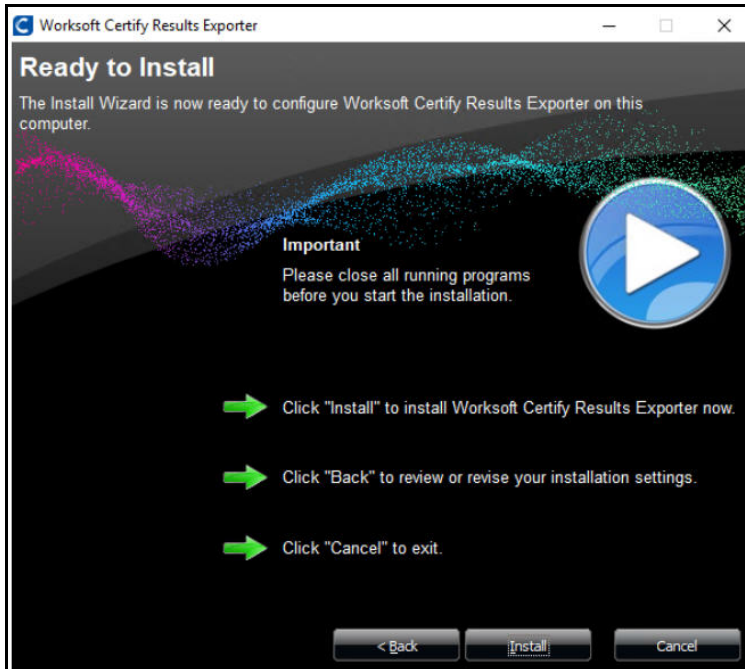 Worksoft Certify Results Exporter
Ready to Install
The Install Wizard is now ready to configure Worksoft Certify Results Exporter on this
computer.
Important
Please close all running programs
before you start the installation.
Click "Install" to install Worksoft Certify Results Exporter now.
Click "Back" to review or revise your installation settings.
Click "Cancel" to exit.
< Back
Install
Cancel